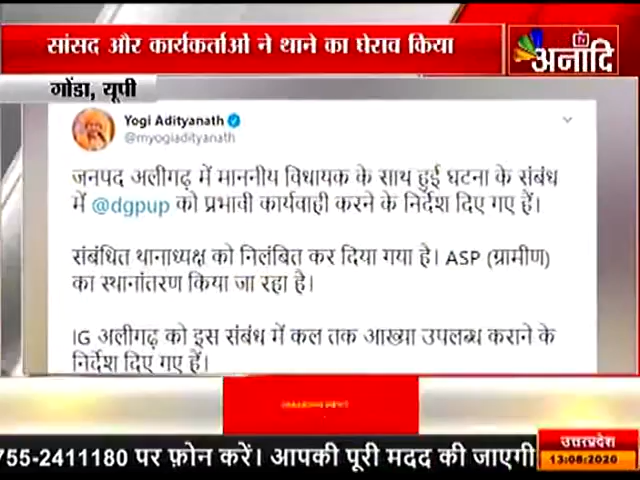 सांसद और कार्यकर्ताओं ने थाने का घेराव किया
tv
अनादि
गोंडा, यूपी
Yogi Adityanath
@myogiadityanath
जनपद अलीगढ़ में माननीय विधायक के साथ हुई घटना के संबंध
में @dgpup को प्रभावी कार्यवाही करने के निर्देश दिए गए हैं।
संबंधित थानाध्यक्ष को निलंबित कर दिया गया है। ASP (ग्रामीण)
का स्थानांतरण किया जा रहा है।
IG अलीगढ़ को इस संबंध में कल तक आख्या उपलब्ध कराने के
निर्देश दिए गए हैं।
755-2411180 पर फ़ोन करें। आपकी पूरी मदद की जाएगी
उत्तरप्रदेश
13:08:2020